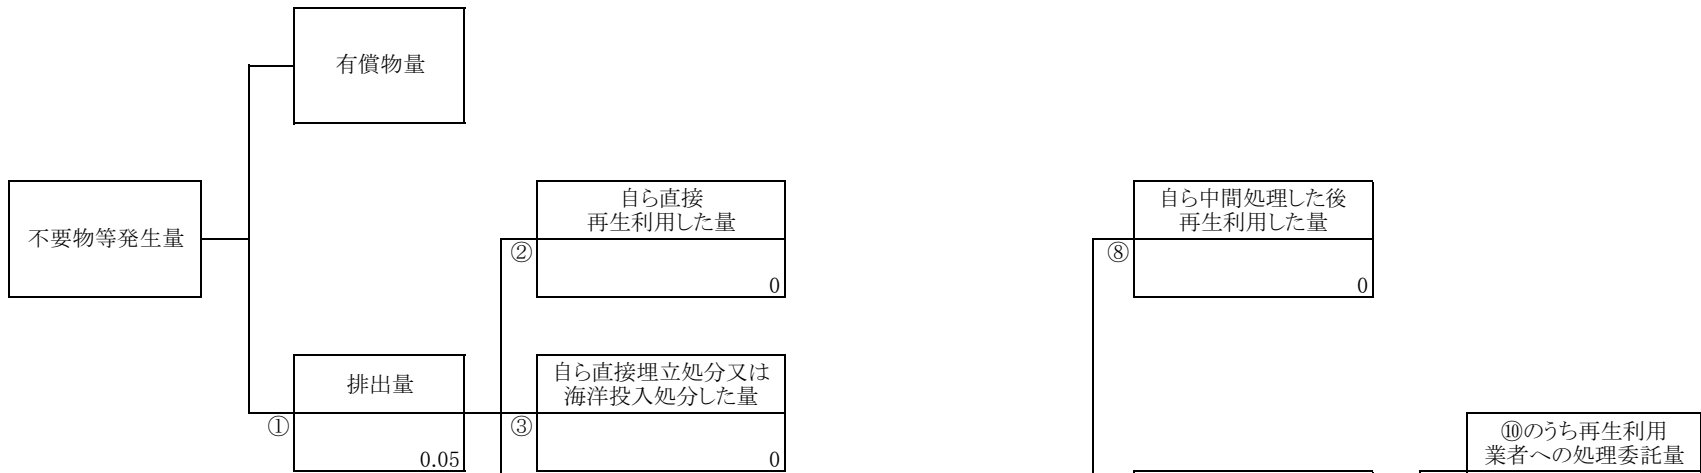 有償物量
不要物等発生量
自ら直接
再生利用した量
②
0
自ら中間処理した後
再生利用した量
⑧
0
排出量
①
0.05
自ら直接埋立処分又は
海洋投入処分した量
③
0
⑩のうち再生利用
業者への処理委託量